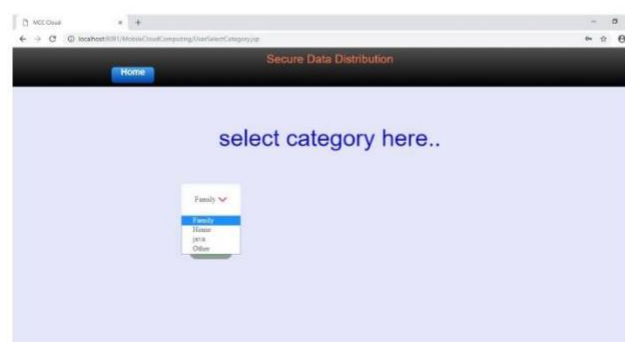 MCC Cloud
localhost:8081/MobileCloudComputing/UserSelectCategory.jsp
Secure Data Distribution
Home
select category here..
Family
Family
Home
java
Other